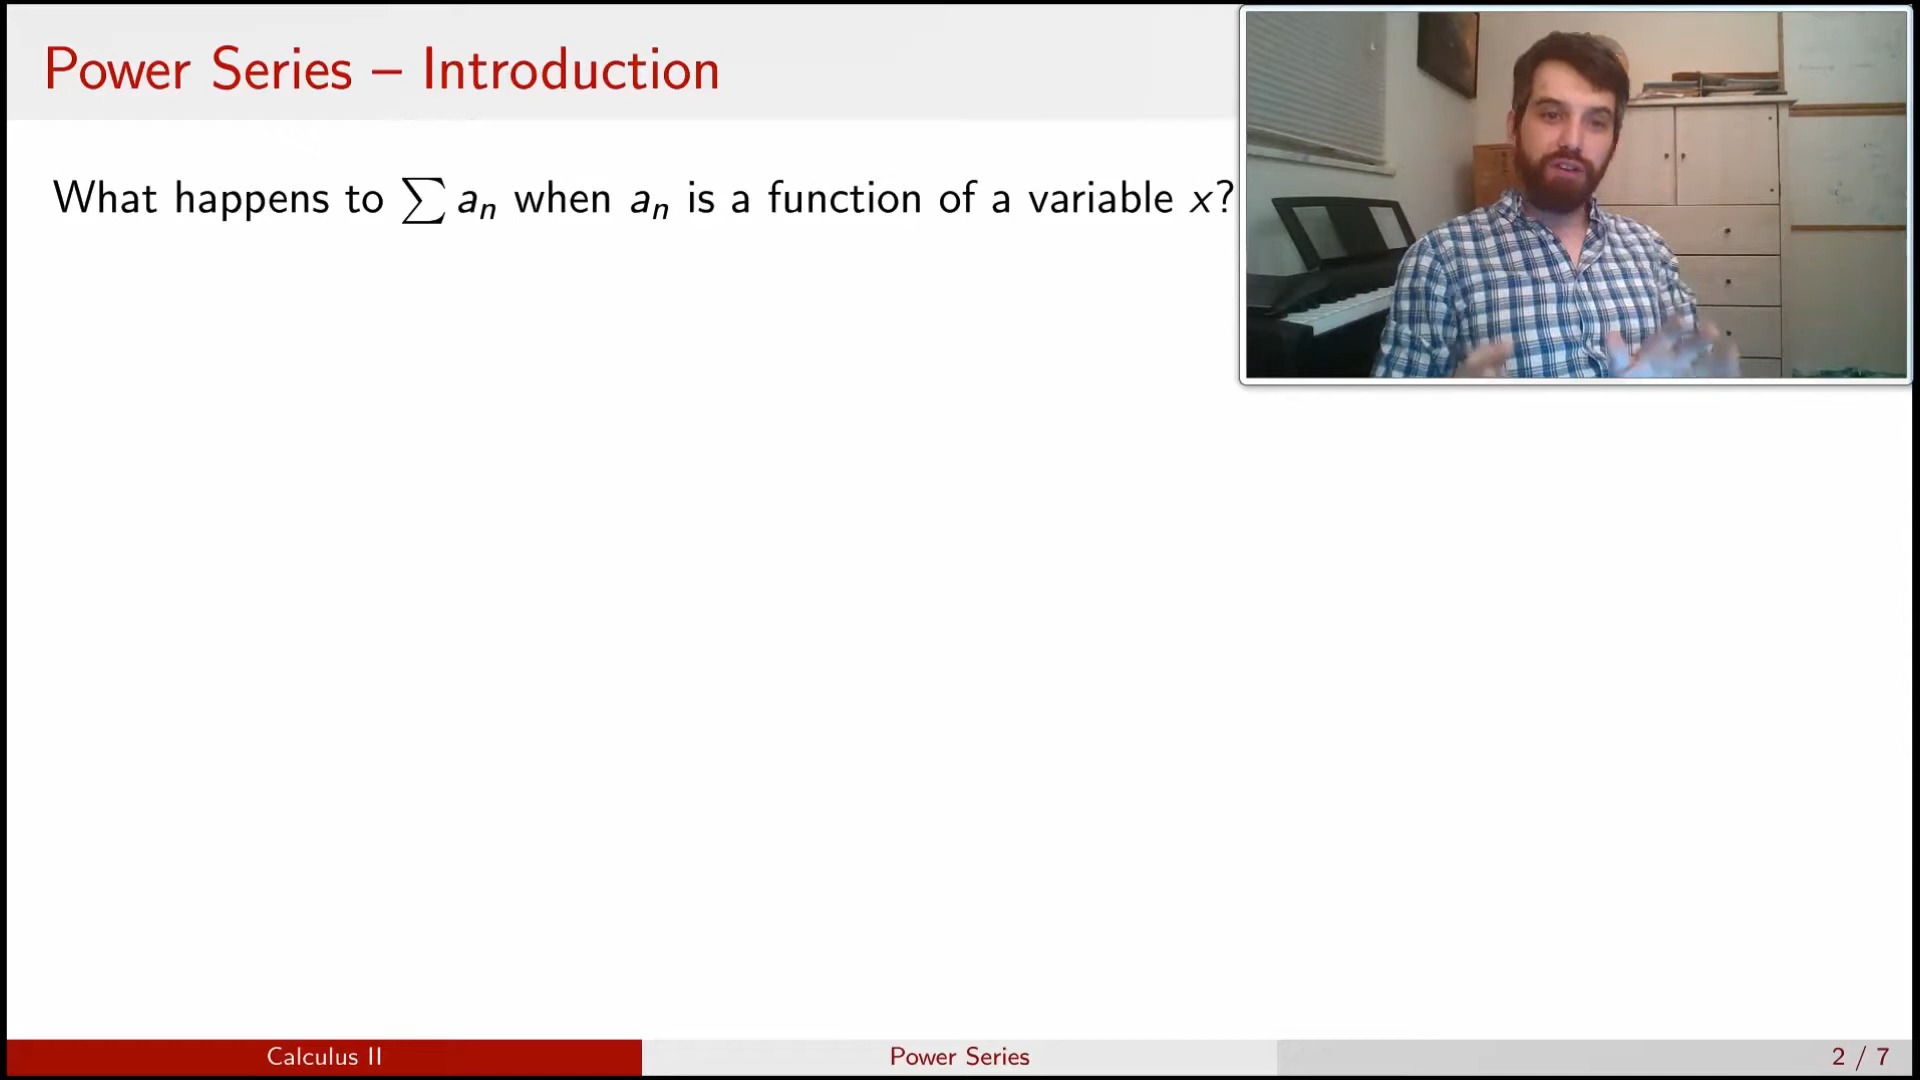 Power Series – Introduction
What happens to ∑ aₙ when aₙ is a function of a variable x?
Calculus II
Power Series
2 / 7